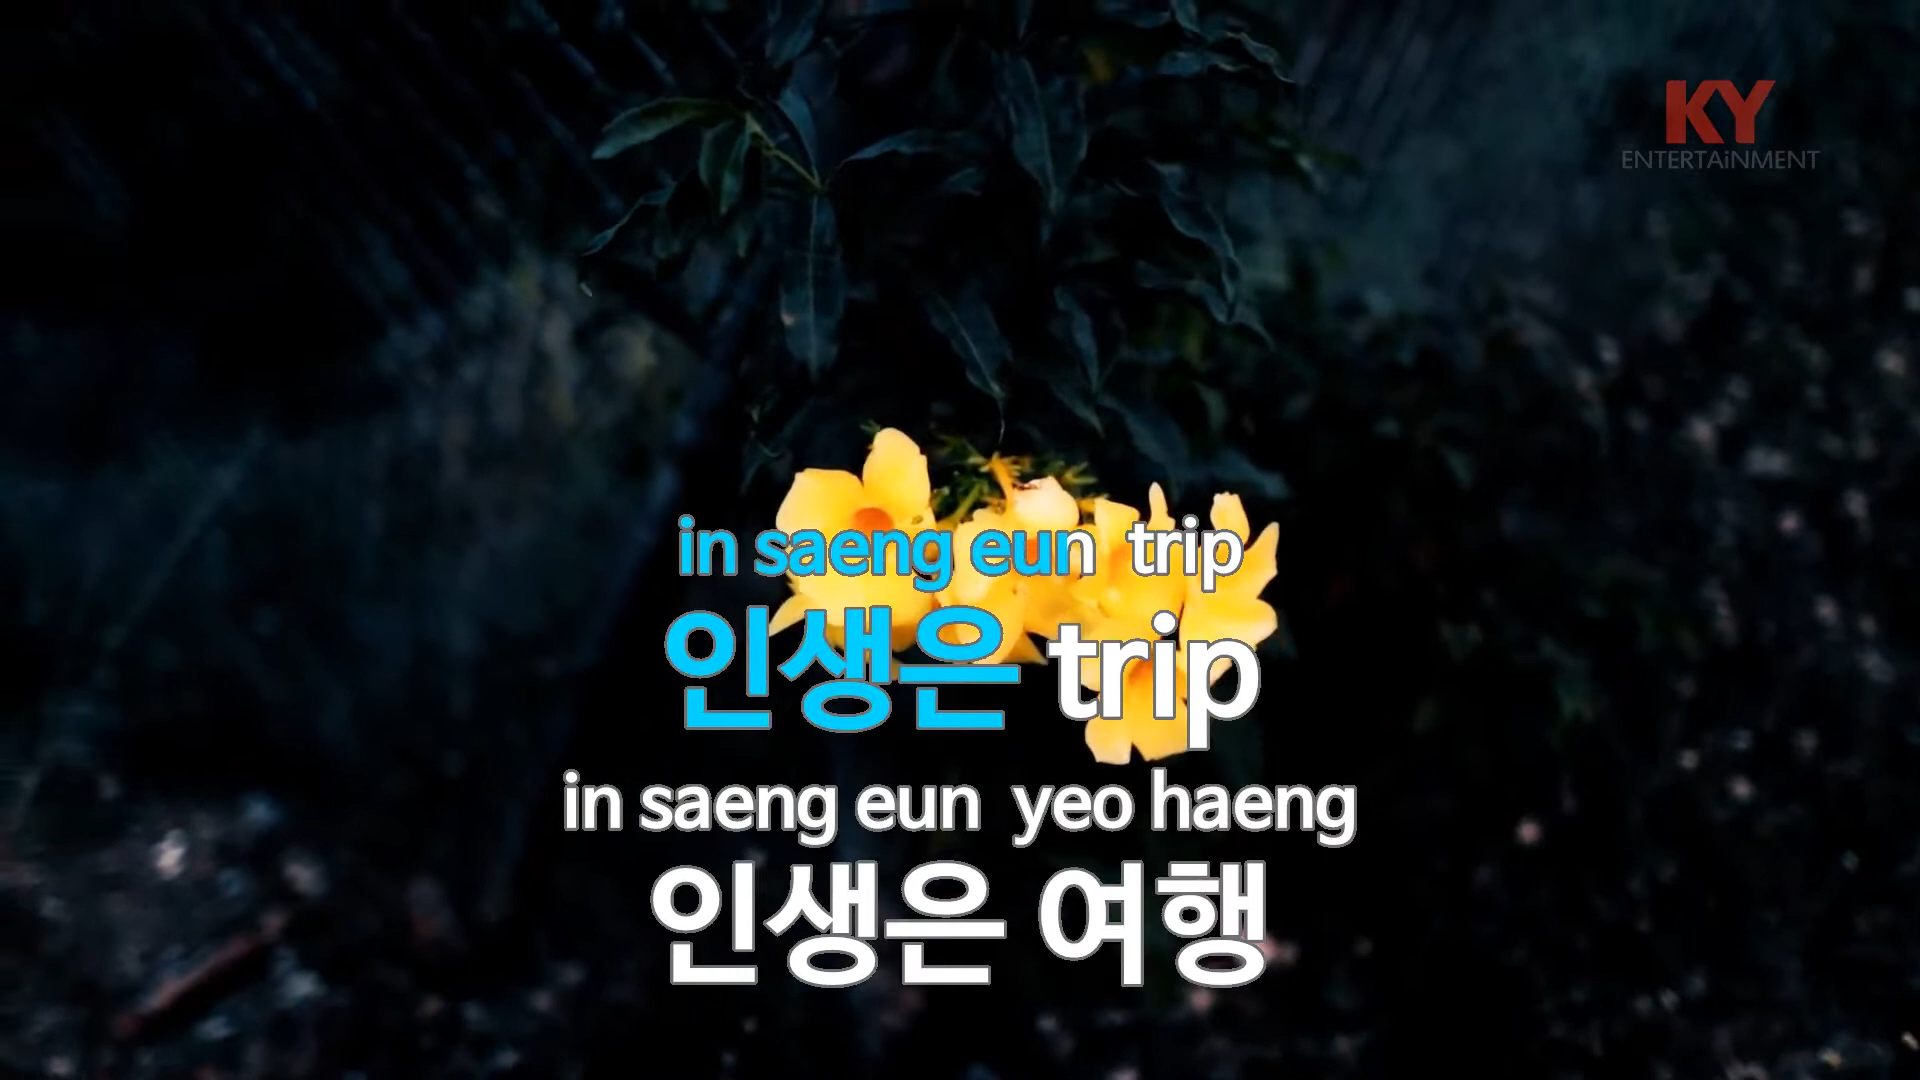 KY
ENTERTAiNMENT
in saeng eun trip
인생은 trip
in saeng eun yeo haeng
인생은 여행